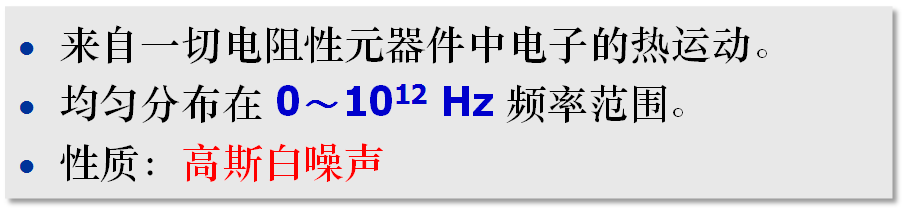 • 来自一切电阻性元器件中电子的热运动。
• 均匀分布在 0～10¹² Hz 频率范围。
• 性质：高斯白噪声